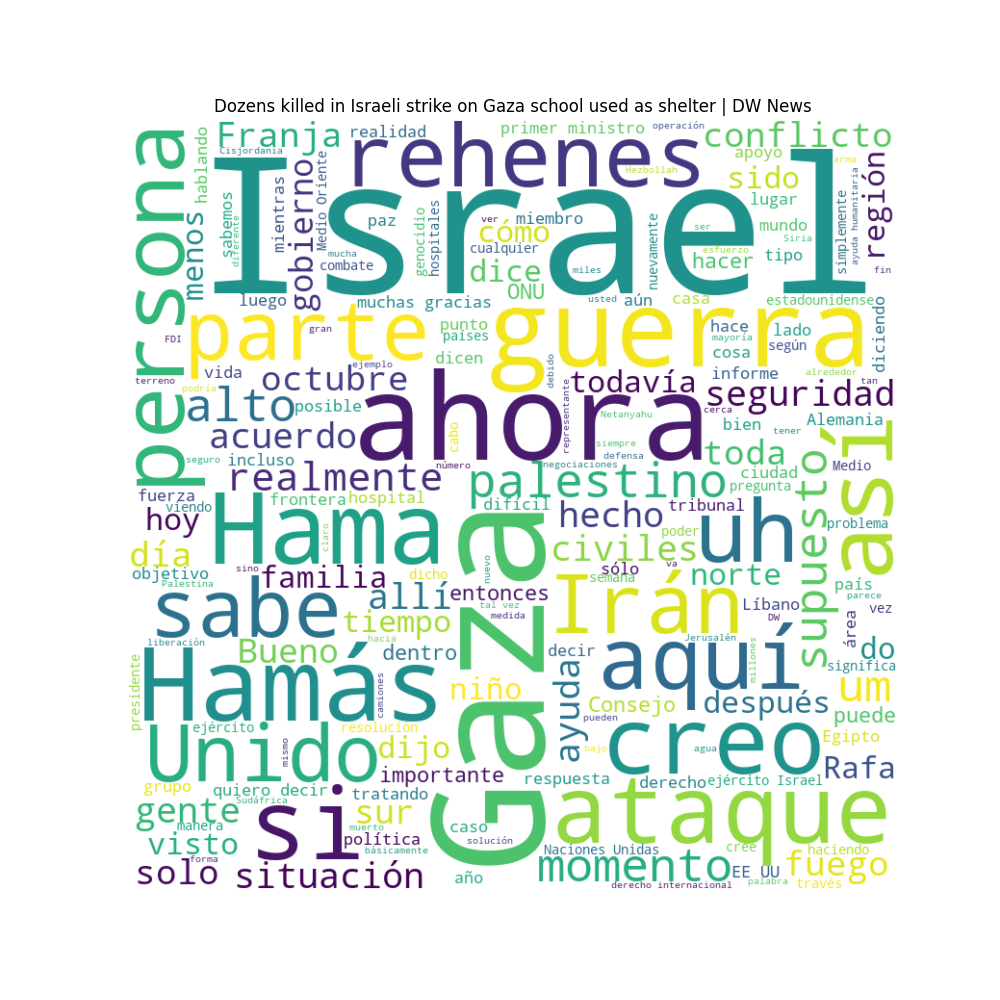 Dozens killed in Israeli strike on Gaza school used as shelter | DW News
Franja
realidad
primer ministro
operación
conflicto
Cisjordania
rehenes
Hezbollah
apoyo
arma
persona
hablando
Israel
sido
región
sabemos
diferente
mientras
Medio Oriente
paz
genocidio
hospitales
ver
miembro
cómo
cualquier
nuevamente
ser
lugar
mundo
Siria
simplemente
ayuda humanitaria
menos
gobierno
mucha
combate
dice
miles
esfuerzo
hacer
tipo
fin
luego
muchas gracias
ONU
usted
aún
casa
estadounidense
FDI
parte
gran
punto
países
guerra
hace
mayoría
lado
cosa
según
diciendo
vida
ejemplo
dicen
debido
terreno
podría
octubre
todavía
informe
alrededor
tan
alto
posible
ahora
representante
Netanyahu
seguridad
cerca
bien
Alemania
acuerdo
cabo
siempre
defensa
tener
así
seguro
incluso
número
negociaciones
toda
ciudad
Medio
realmente
palestino
pregunta
supuesto
fuerza
viendo
frontera
hospital
difícil
hecho
tribunal
problema
hoy
Hama
claro
Gaza
poder
uh
día
sino
civiles
sólo
va
objetivo
Palestina
familia
dicho
nuevo
semana
norte
país
parece
sabe
allí
entonces
tal vez
medida
Irán
Líbano
DW
área
vez
tiempo
liberación
Bueno
hacia
dentro
decir
Jerusalén
aquí
millones
do
significa
presidente
Hamás
camiones
niño
ayuda
pueden
Consejo
después
um
puede
ejército
resolución
Unido
mismo
dijo
bajo
agua
creo
Egipto
importante
respuesta
derecho
ejército Israel
Rafa
grupo
quiero decir
tratando
Sudáfrica
gente
manera
si
sur
muerto
política
caso
solución
ataque
visto
básicamente
Naciones Unidas
cree
haciendo
forma
solo
situación
año
momento
EE UU
fuego
derecho internacional
palabra
través